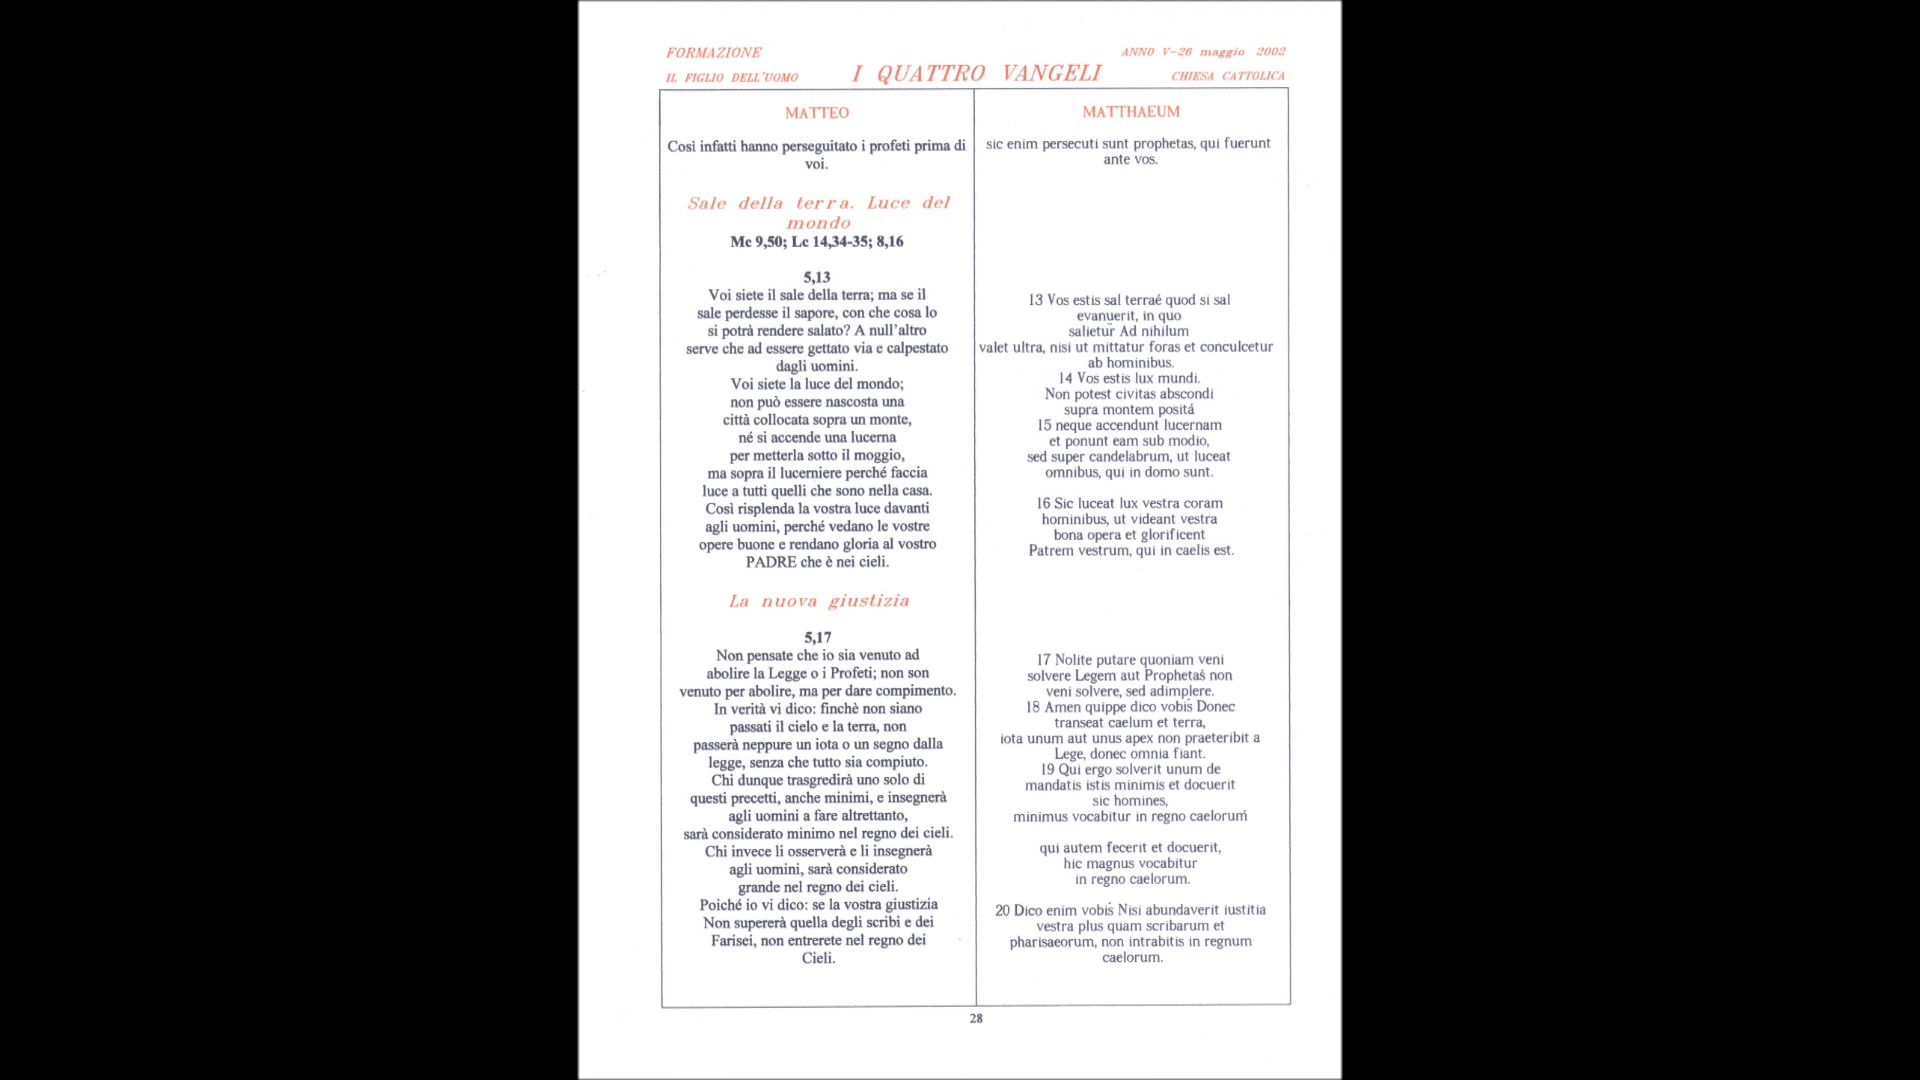 FORMAZIONE
ANNO V-26 maggio 2002
IL FIGLIO DELL'UOMO
I QUATTRO VANGELI
CHIESA CATTOLICA
MATTEO
Così infatti hanno perseguitato i profeti prima di
voi.
Sale della terra. Luce del
mondo
Mc 9,50; Lc 14,34-35; 8,16
5,13
Voi siete il sale della terra; ma se il
sale perdesse il sapore, con che cosa lo
si potrà rendere salato? A null'altro
serve che ad essere gettato via e calpestato
dagli uomini.
Voi siete la luce del mondo;
non può essere nascosta una
città collocata sopra un monte,
né si accende una lucerna
per metterla sotto il moggio,
ma sopra il lucerniere perché faccia
luce a tutti quelli che sono nella casa.
Così risplenda la vostra luce davanti
agli uomini, perché vedano le vostre
opere buone e rendano gloria al vostro
PADRE che è nei cieli.
La nuova giustizia
5,17
Non pensate che io sia venuto ad
abolire la Legge o i Profeti; non son
venuto per abolire, ma per dare compimento.
In verità vi dico: finchè non siano
passati il cielo e la terra, non
passerà neppure un iota o un segno dalla
legge, senza che tutto sia compiuto.
Chi dunque trasgredirà uno solo di
questi precetti, anche minimi, e insegnerà
agli uomini a fare altrettanto,
sarà considerato minimo nel regno dei cieli.
Chi invece li osserverà e li insegnerà
agli uomini, sarà considerato
grande nel regno dei cieli.
Poiché io vi dico: se la vostra giustizia
Non supererà quella degli scribi e dei
Farisei, non entrerete nel regno dei
Cieli.
MATTHAEUM
sic enim persecuti sunt prophetas, qui fuerunt
ante vos.
13 Vos estis sal terraé quod si sal
evanuerit, in quo
salietur̈ Ad nihilum
valet ultra, nisi ut mittatur foras et conculcetur
ab hominibus.
14 Vos estis lux mundi.
Non potest civitas abscondi
supra montem positá
15 neque accendunt lucernam
et ponunt eam sub modio,
sed super candelabrum, ut luceat
omnibus, qui in domo sunt.
16 Sic luceat lux vestra coram
hominibus, ut videant vestra
bona opera et glorificent
Patrem vestrum, qui in caelis est.
17 Nolite putare quoniam veni
solvere Legem aut Prophetaś non
veni solvere, sed adimplere.
18 Amen quippe dico vobiś Donec
transeat caelum et terra,
iota unum aut unus apex non praeteribit a
Lege, donec omnia fiant.
19 Qui ergo solverit unum de
mandatis istis minimis et docuerit
sic homines,
minimus vocabitur in regno caeloruḿ
qui autem fecerit et docuerit,
hic magnus vocabitur
in regno caelorum.
20 Dico enim vobiś Nisi abundaverit iustitia
vestra plus quam scribarum et
pharisaeorum, non intrabitis in regnum
caelorum.
28